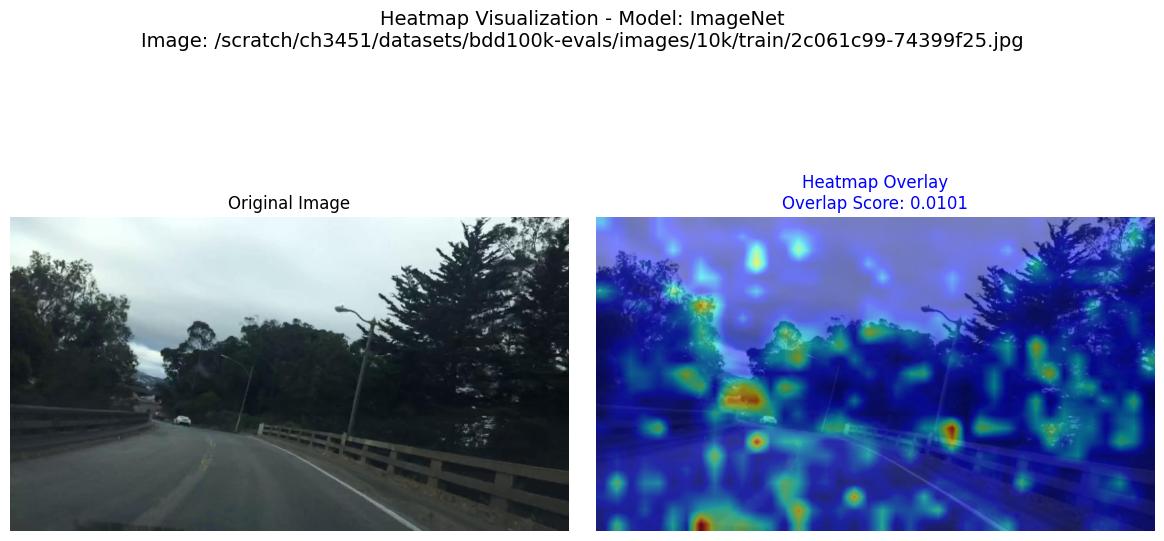 Heatmap Visualization - Model: ImageNet
Image: /scratch/ch3451/datasets/bdd100k-evals/images/10k/train/2c061c99-74399f25.jpg
Original Image
Heatmap Overlay
Overlap Score: 0.0101